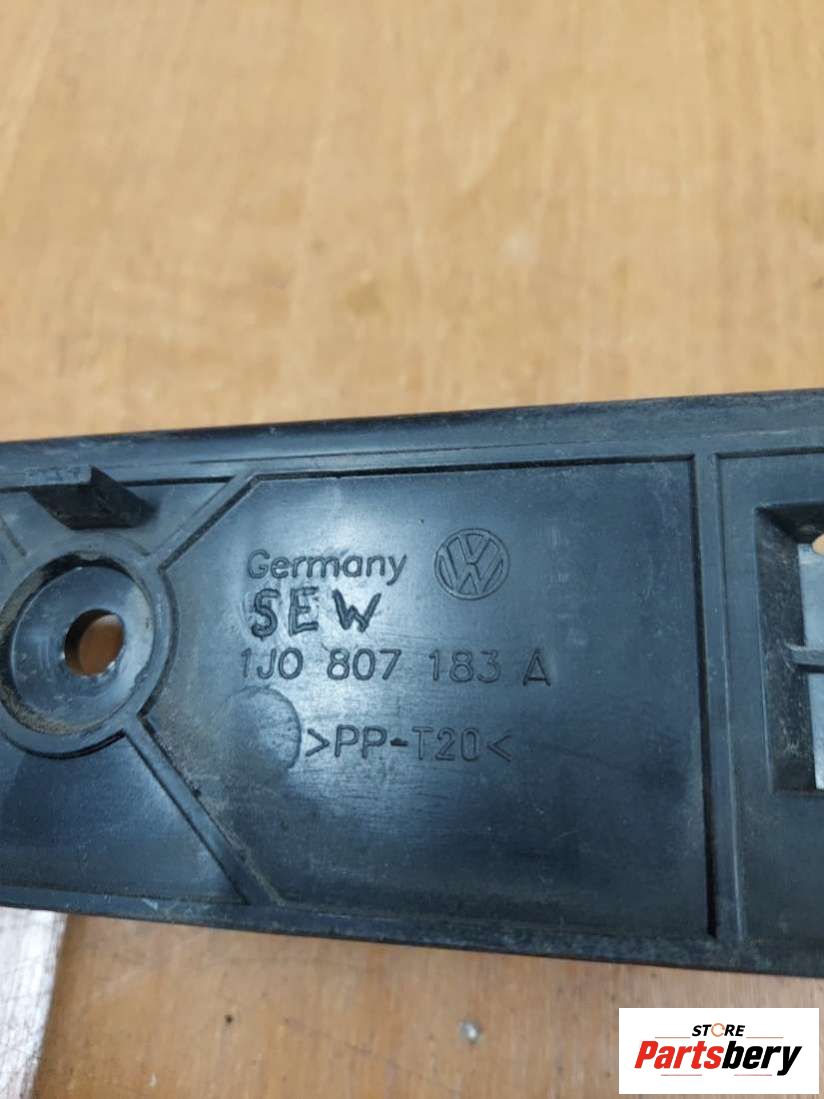 Germany
SEW
1J0 807 183 A
>PP-T20<
STORE
Partsbery